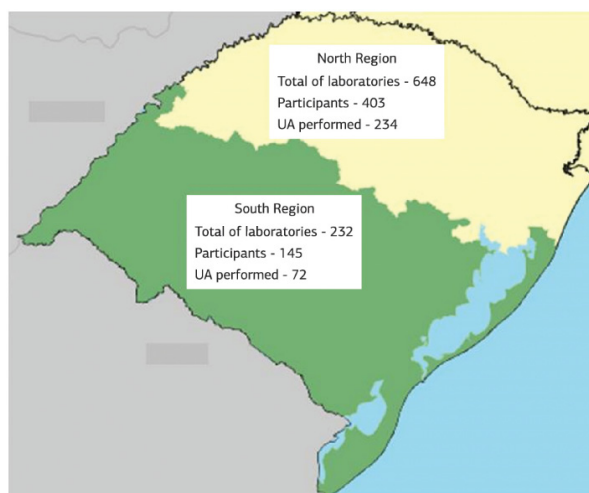 North Region
Total of laboratories - 648
Participants - 403
UA performed - 234
South Region
Total of laboratories - 232
Participants - 145
UA performed - 72